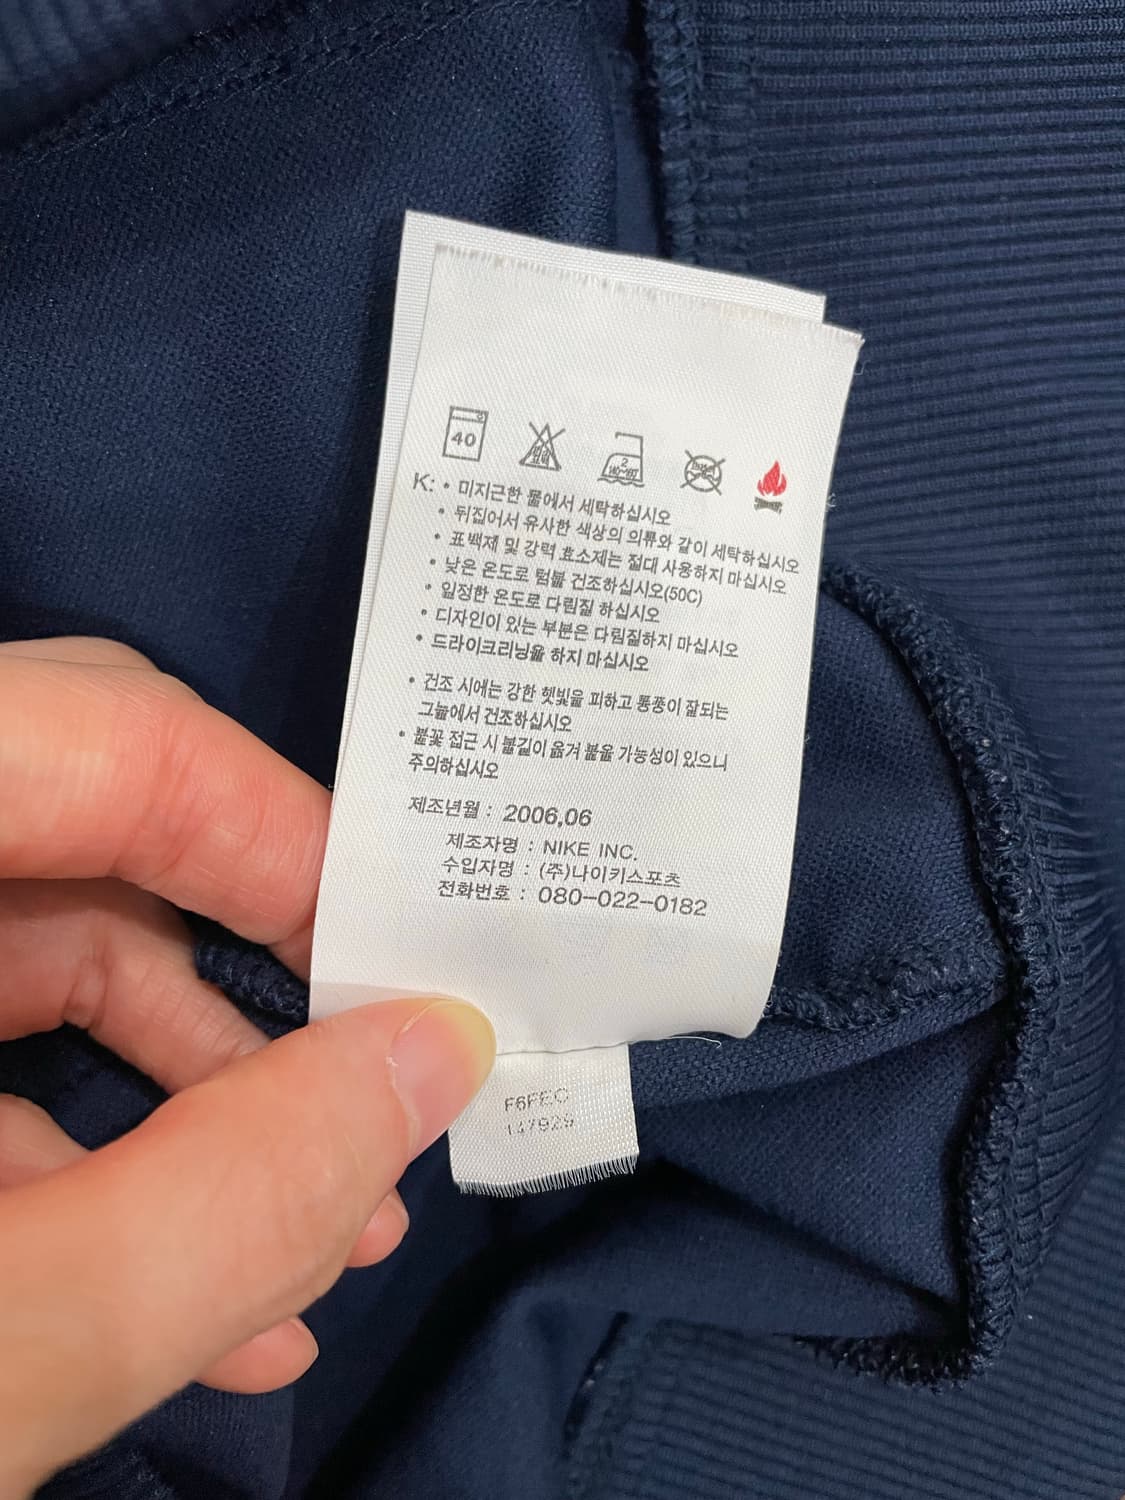 40
염소표백
2
140~160℃
드라이
K: • 미지근한 물에서 세탁하십시오
• 뒤집어서 유사한 색상의 의류와 같이 세탁하십시오
• 표백제 및 강력 효소제는 절대 사용하지 마십시오
• 낮은 온도로 텀블 건조하십시오(50C)
• 일정한 온도로 다림질 하십시오
• 디자인이 있는 부분은 다림질하지 마십시오
• 드라이크리닝을 하지 마십시오
• 건조 시에는 강한 햇빛을 피하고 통풍이 잘되는
그늘에서 건조하십시오
• 불꽃 접근 시 불길이 옮겨 붙을 가능성이 있으니
주의하십시오
제조년월 : 2006.06
제조자명 : NIKE INC.
수입자명 : (주)나이키스포츠
전화번호 : 080-022-0182
F6FEC
147929